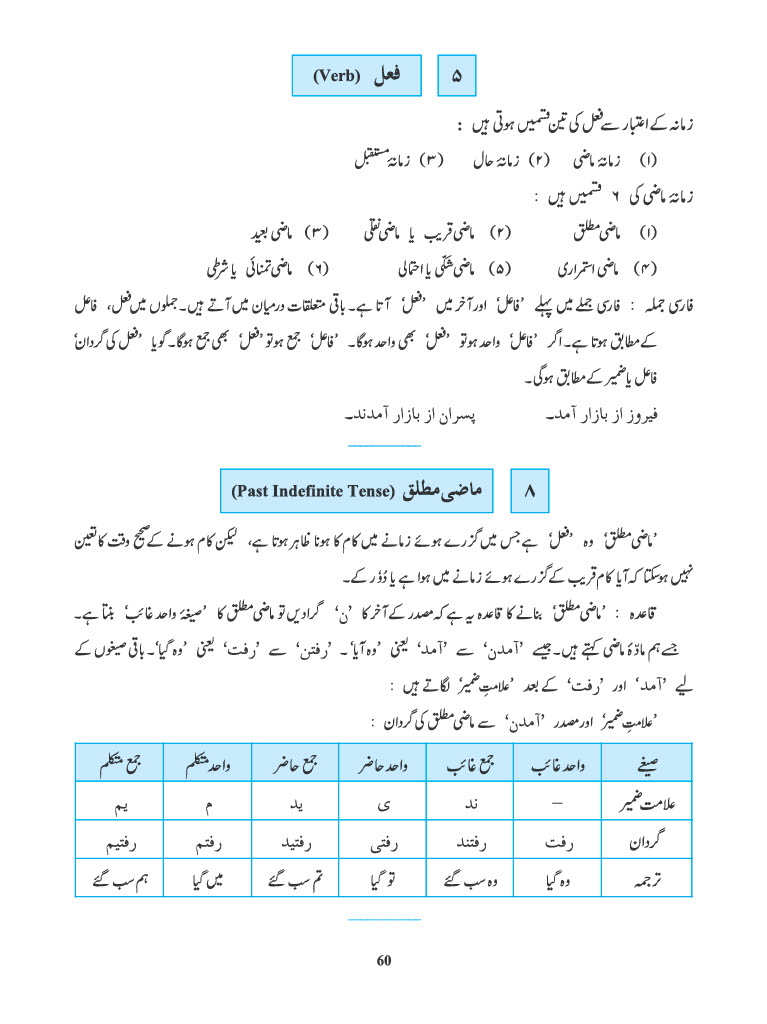 ۵ فعل (Verb)
زمانہ کے اعتبار سے فعل کی تین قسمیں ہوتی ہیں :
(۱) زمانۂ ماضی (۲) زمانۂ حال (۳) زمانۂ مستقبل
زمانۂ ماضی کی ۶ قسمیں ہیں :
(۱) ماضی مطلق (۲) ماضی قریب یا ماضی نقلی (۳) ماضی بعید
(۴) ماضی استمراری (۵) ماضی شکّی یا احتمالی (۶) ماضی تمنائی یا شرطی
فارسی جملہ : فارسی جملے میں پہلے ’فاعل‘ اور آخر میں ’فعل‘ آتا ہے۔ باقی متعلقات درمیان میں آتے ہیں۔ جملوں میں فعل، فاعل
کے مطابق ہوتا ہے۔ اگر ’فاعل‘ واحد ہو تو ’فعل‘ بھی واحد ہوگا۔ ’فاعل‘ جمع ہو تو ’فعل‘ بھی جمع ہوگا۔ گویا ’فعل کی گردان‘
فاعل یا ضمیر کے مطابق ہوگی۔
فیروز از بازار آمد۔ پسران از بازار آمدند۔
۸ ماضی مطلق (Past Indefinite Tense)
’ماضی مطلق‘ وہ ’فعل‘ ہے جس میں گزرے ہوئے زمانے میں کام کا ہونا ظاہر ہوتا ہے، لیکن کام ہونے کے صحیح وقت کا تعین
نہیں ہو سکتا کہ آیا کام قریب کے گزرے ہوئے زمانے میں ہوا ہے یا دُوٗر کے۔
قاعدہ : ’ماضی مطلق‘ بنانے کا قاعدہ یہ ہے کہ مصدر کے آخر کا ’ن‘ گرا دیں تو ماضی مطلق کا ’صیغۂ واحد غائب‘ بنتا ہے۔
جسے ہم مادّۂ ماضی کہتے ہیں۔ جیسے ’آمدن‘ سے ’آمد‘ یعنی ’وہ آیا‘۔ ’رفتن‘ سے ’رفت‘ یعنی ’وہ گیا‘۔ باقی صیغوں کے
لیے ’آمد‘ اور ’رفت‘ کے بعد ’علامتِ ضمیر‘ لگاتے ہیں :
’علامتِ ضمیر‘ اور مصدر ’آمدن‘ سے ماضی مطلق کی گردان :
صیغے واحد غائب جمع غائب واحد حاضر جمع حاضر واحد متکلم جمع متکلم
علامت ضمیر – ند ی ید م یم
گردان رفت رفتند رفتی رفتید رفتم رفتیم
ترجمہ وہ گیا وہ سب گئے تو گیا تم سب گئے میں گیا ہم سب گئے
60